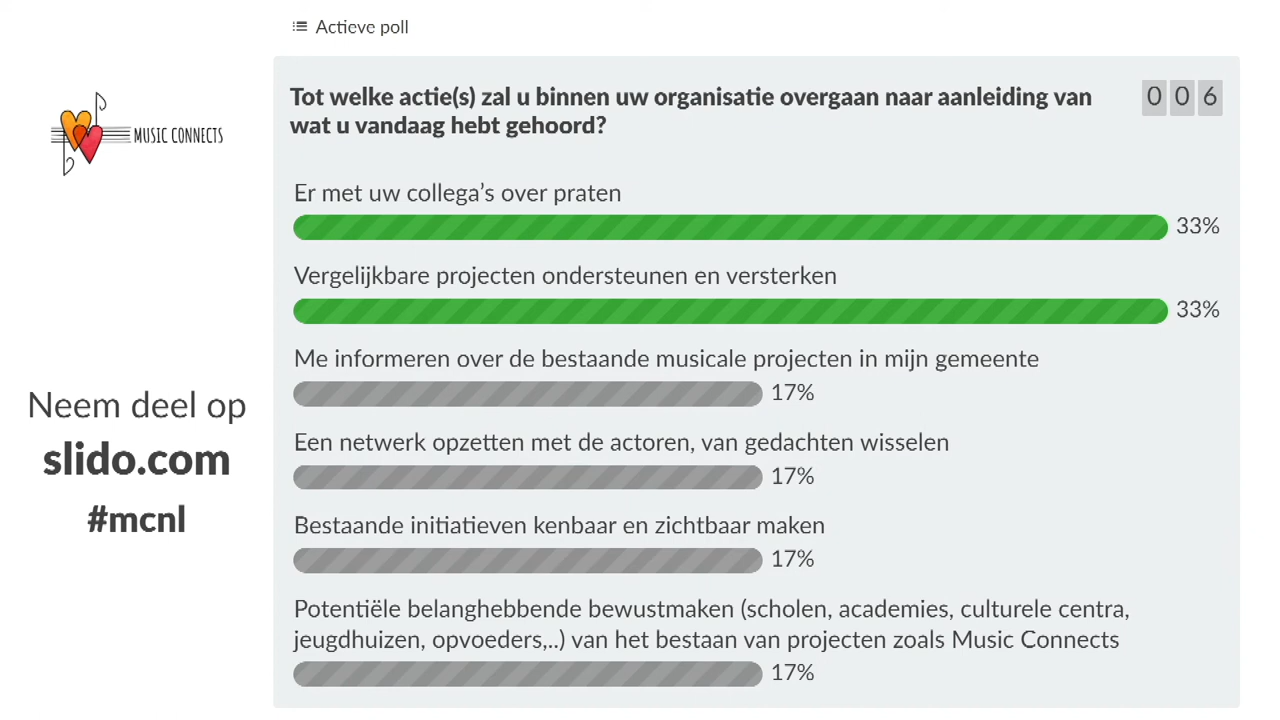 Actieve poll
MUSIC CONNECTS
Neem deel op
slido.com
#mcnl
Tot welke actie(s) zal u binnen uw organisatie overgaan naar aanleiding van
wat u vandaag hebt gehoord?
0 0 6
Er met uw collega's over praten
33%
Vergelijkbare projecten ondersteunen en versterken
33%
Me informeren over de bestaande musicale projecten in mijn gemeente
17%
Een netwerk opzetten met de actoren, van gedachten wisselen
17%
Bestaande initiatieven kenbaar en zichtbaar maken
17%
Potentiële belanghebbende bewustmaken (scholen, academies, culturele centra,
jeugdhuizen, opvoeders,..) van het bestaan van projecten zoals Music Connects
17%